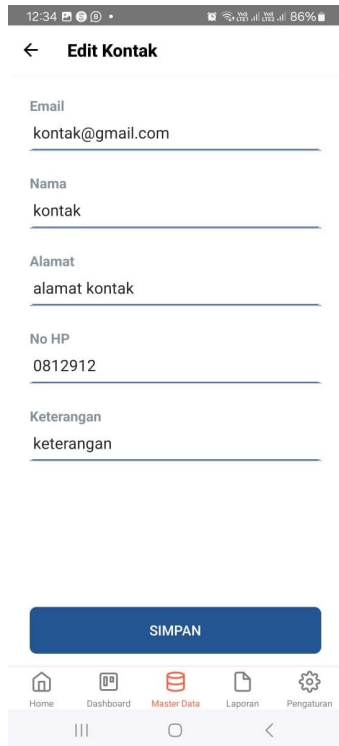 12:34 86%
Edit Kontak
Email
kontak@gmail.com
Nama
kontak
Alamat
alamat kontak
No HP
0812912
Keterangan
keterangan
SIMPAN
Home Dashboard Master Data Laporan Pengaturan